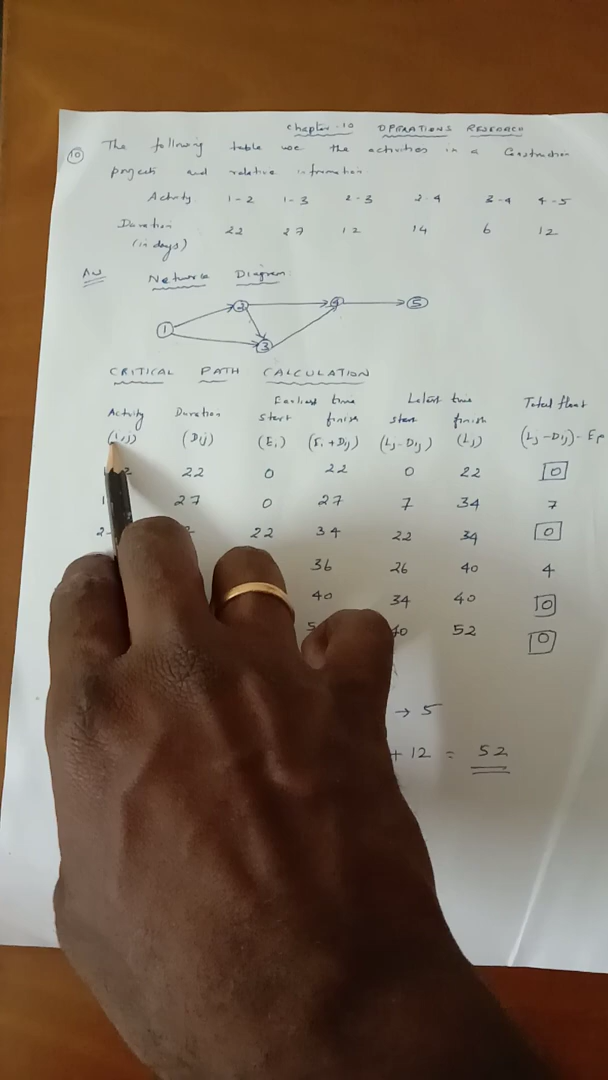 Chapter-10 OPERATIONS RESEARCH
(10) The following table use the activities in a Construction
projects and relative information
Activity 1-2 1-3 2-3 2-4 3-4 4-5
Duration 22 27 12 14 6 12
(in days)
Network Diagram
1 2 3 4 5
CRITICAL PATH CALCULATION
Earliest time Latest time Total float
Activity Duration start finish start finish
(i,j) (Dij) (Ei) (Ei + Dij) (Lj - Dij) (Lj) (Lj - Dij) -
22 0 22 0 22 0
27 0 27 7 34 7
22 34 22 34 0
36 26 40 4
40 34 40 0
52 0
→ 5
+ 12 = 52